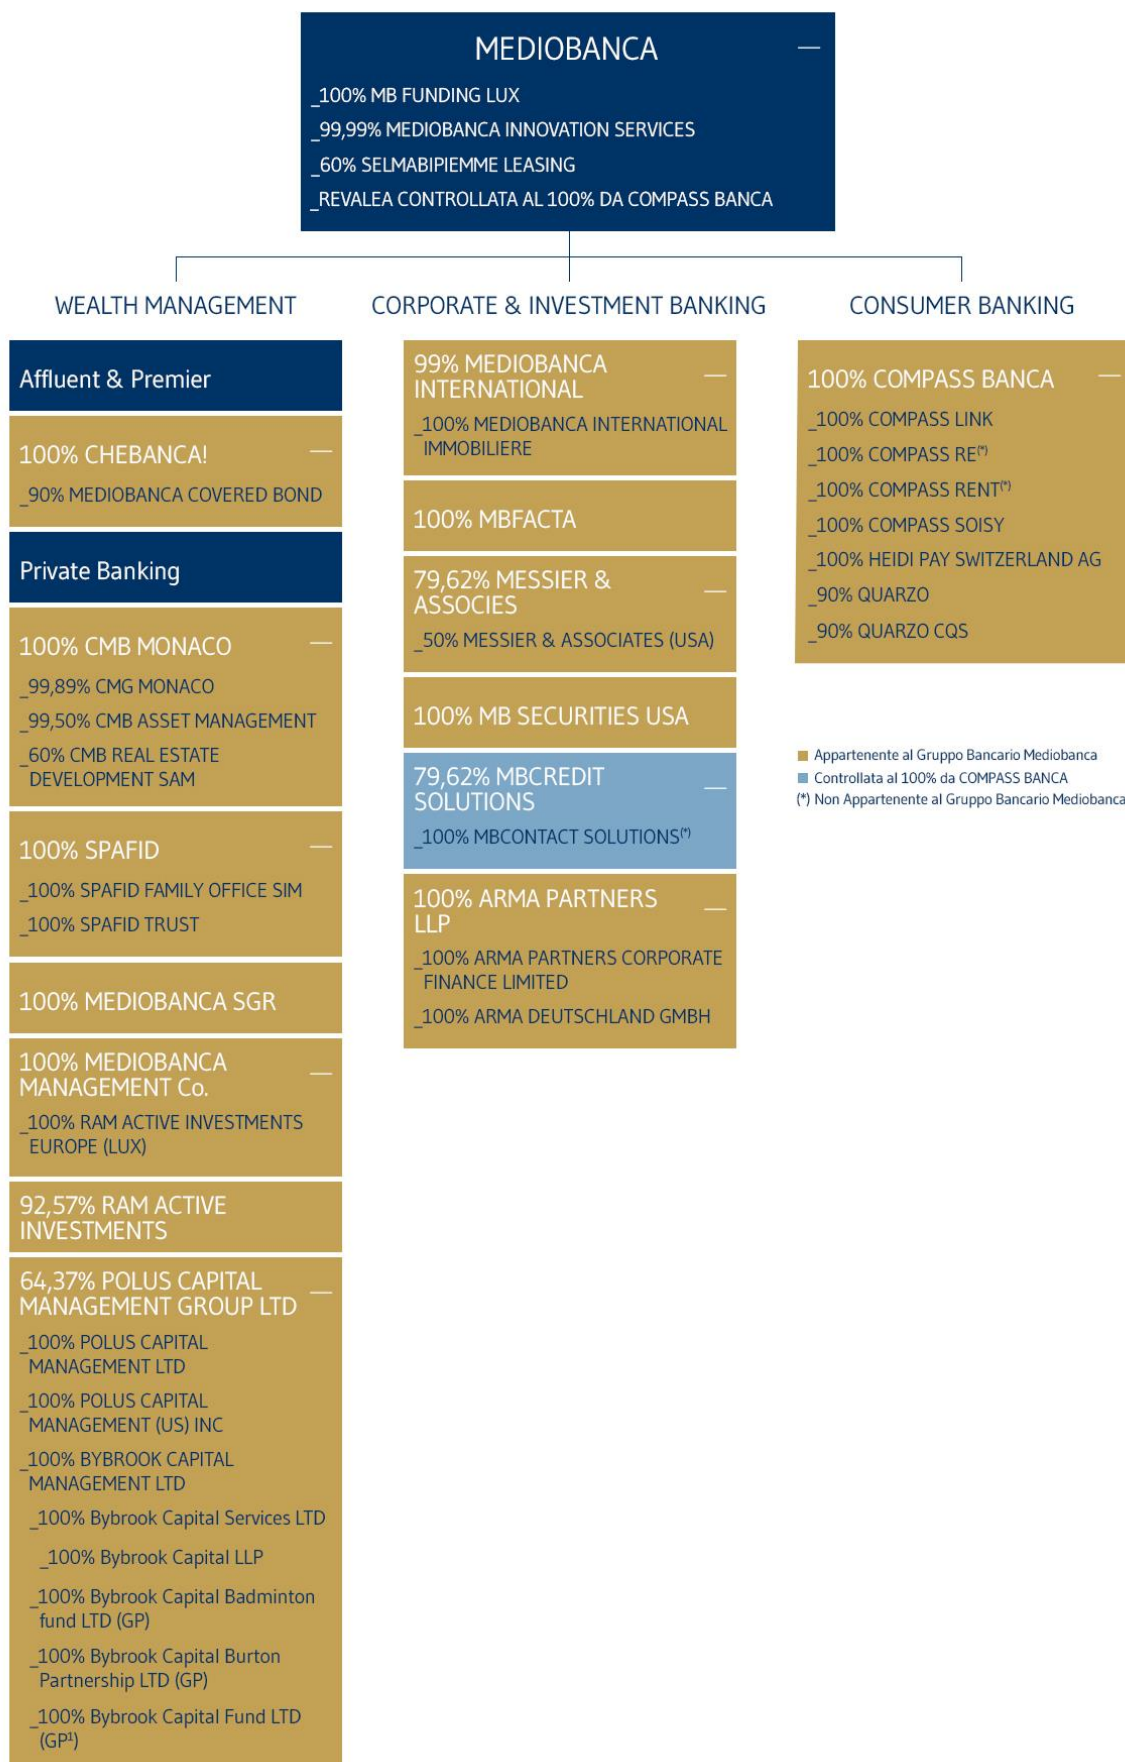 MEDIOBANCA
_100% MB FUNDING LUX
_99,99% MEDIOBANCA INNOVATION SERVICES
_60% SELMABIPIEMME LEASING
_REVALEA CONTROLLATA AL 100% DA COMPASS BANCA
WEALTH MANAGEMENT
Affluent & Premier
100% CHEBANCA!
_90% MEDIOBANCA COVERED BOND
Private Banking
100% CMB MONACO
_99,89% CMG MONACO
_99,50% CMB ASSET MANAGEMENT
_60% CMB REAL ESTATE
DEVELOPMENT SAM
100% SPAFID
_100% SPAFID FAMILY OFFICE SIM
_100% SPAFID TRUST
100% MEDIOBANCA SGR
100% MEDIOBANCA
MANAGEMENT Co.
_100% RAM ACTIVE INVESTMENTS
EUROPE (LUX)
92,57% RAM ACTIVE
INVESTMENTS
64,37% POLUS CAPITAL
MANAGEMENT GROUP LTD
_100% POLUS CAPITAL
MANAGEMENT LTD
_100% POLUS CAPITAL
MANAGEMENT (US) INC
_100% BYBROOK CAPITAL
MANAGEMENT LTD
_100% Bybrook Capital Services LTD
_100% Bybrook Capital LLP
_100% Bybrook Capital Badminton
fund LTD (GP)
_100% Bybrook Capital Burton
Partnership LTD (GP)
_100% Bybrook Capital Fund LTD
(GP¹)
CORPORATE & INVESTMENT BANKING
99% MEDIOBANCA
INTERNATIONAL
_100% MEDIOBANCA INTERNATIONAL
IMMOBILIERE
100% MBFACTA
79,62% MESSIER &
ASSOCIES
_50% MESSIER & ASSOCIATES (USA)
100% MB SECURITIES USA
79,62% MBCREDIT
SOLUTIONS
_100% MBCONTACT SOLUTIONS(*)
100% ARMA PARTNERS
LLP
_100% ARMA PARTNERS CORPORATE
FINANCE LIMITED
_100% ARMA DEUTSCHLAND GMBH
CONSUMER BANKING
100% COMPASS BANCA
_100% COMPASS LINK
_100% COMPASS RE(*)
_100% COMPASS RENT(*)
_100% COMPASS SOISY
_100% HEIDI PAY SWITZERLAND AG
_90% QUARZO
_90% QUARZO CQS
Appartenente al Gruppo Bancario Mediobanca
Controllata al 100% da COMPASS BANCA
(*) Non Appartenente al Gruppo Bancario Mediobanca